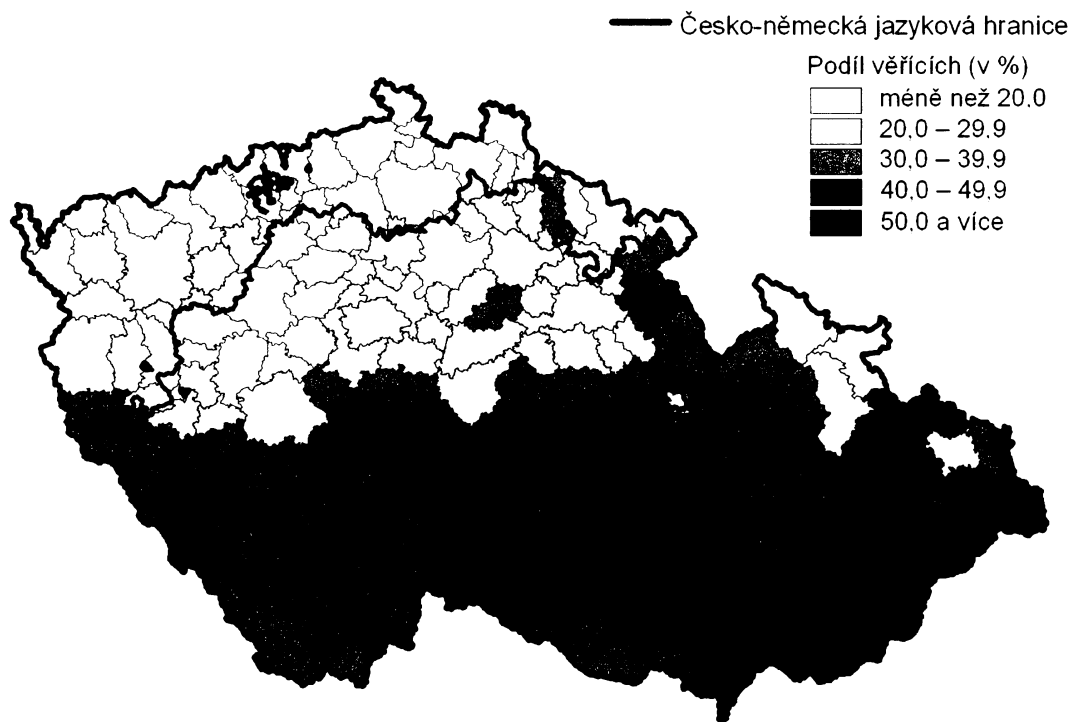 Česko-německá jazyková hranice
Podíl věřících (v %)
méně než 20,0
20,0 – 29,9
30,0 – 39,9
40,0 – 49,9
50,0 a více